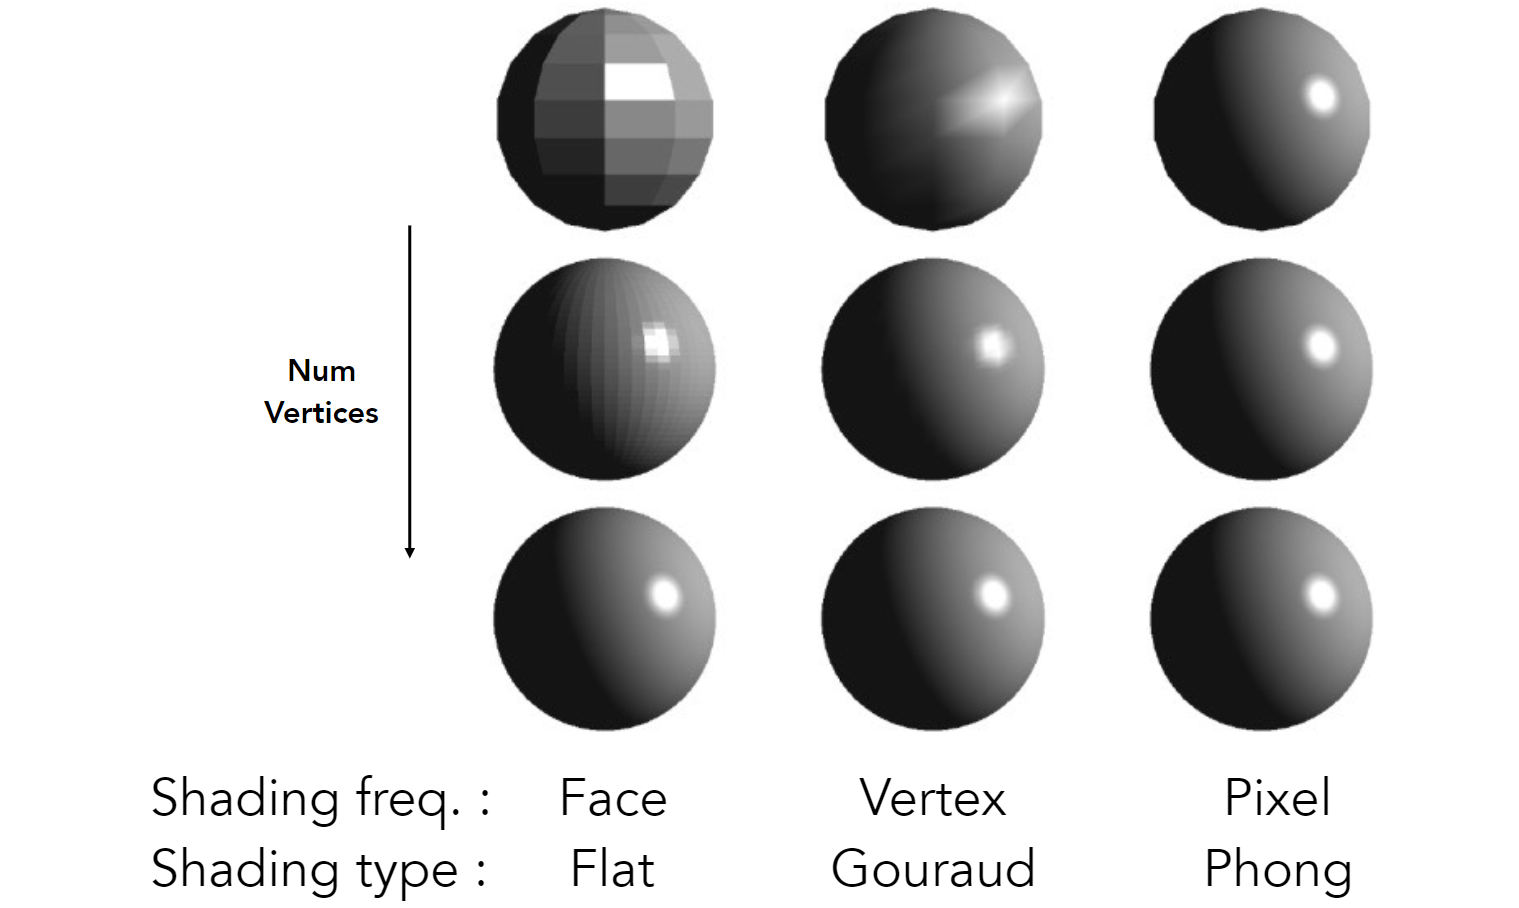 Num
Vertices
Shading freq. : Face Vertex Pixel
Shading type : Flat Gouraud Phong